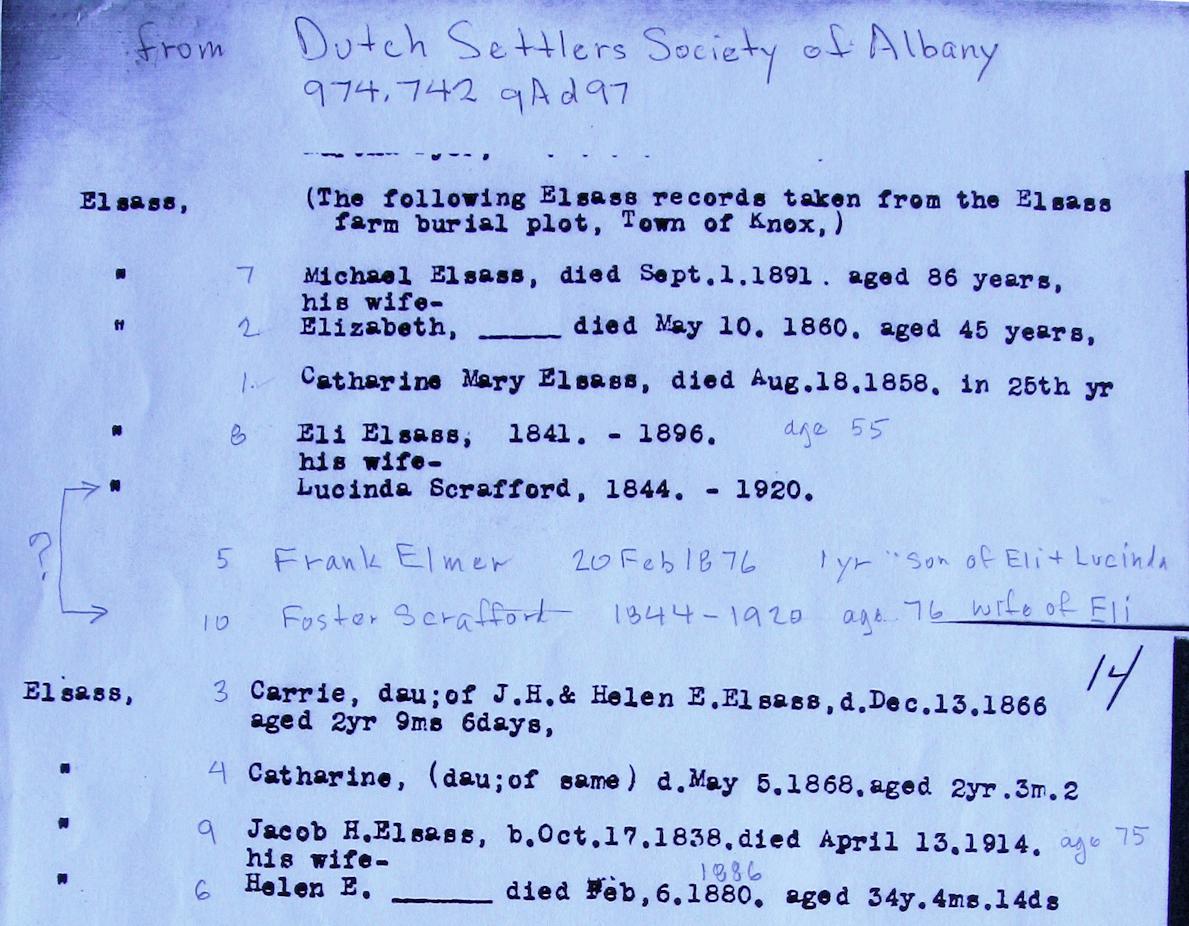 from Dutch Settlers Society of Albany
974.742 qAd97
Elsass, (The following Elsass records taken from the Elsass
farm burial plot, Town of Knox,)
" 7 Michael Elsass, died Sept.1.1891. aged 86 years,
his wife-
" 2 Elizabeth, _____ died May 10. 1860. aged 45 years,
1. Catharine Mary Elsass, died Aug.18.1858. in 25th yr
" 8 Eli Elsass, 1841. - 1896. age 55
his wife-
" Lucinda Scrafford, 1844. - 1920.
?
5 Frank Elmer 20 Feb 1876 1yr "son of Eli + Lucinda
10 Foster Scrafford 1844-1920 age 76 wife of Eli
14
Elsass, 3 Carrie, dau;of J.H.& Helen E.Elsass,d.Dec.13.1866
aged 2yr 9ms 6days,
" 4 Catharine, (dau;of same) d.May 5.1868.aged 2yr.3m.2
" 9 Jacob H.Elsass, b.Oct.17.1838.died April 13.1914. age 75
his wife-
1886
" 6 Helen E. ______ died Feb,6.1880. aged 34y.4ms.14ds